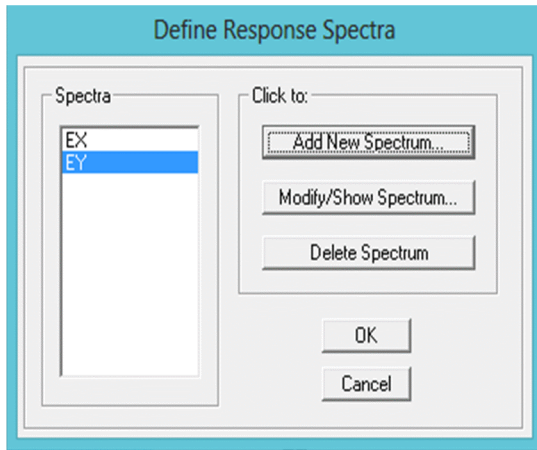 Define Response Spectra
Spectra
EX
EY
Click to:
Add New Spectrum...
Modify/Show Spectrum...
Delete Spectrum
OK
Cancel